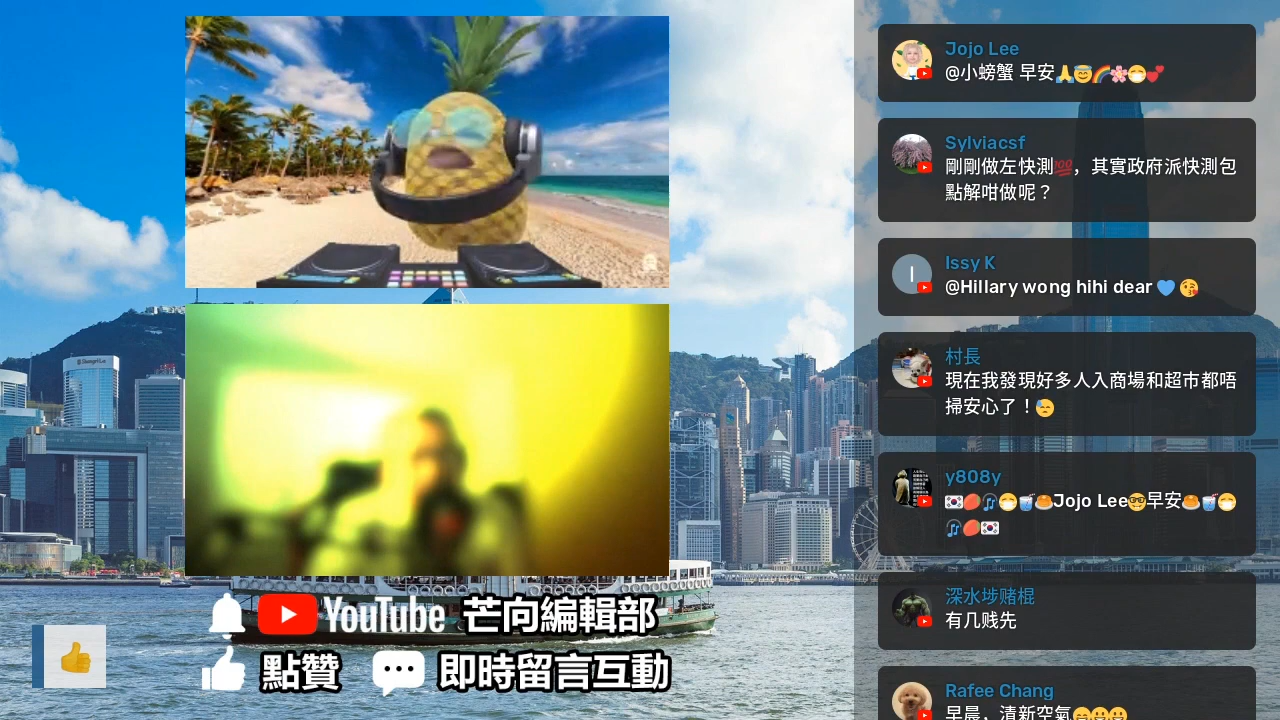 Jojo Lee
@小螃蟹 早安🙏😇🌈🌸😷💕
Sylviacsf
剛剛做左快測💯，其實政府派快測包
點解咁做呢？
Issy K
@Hillary wong hihi dear 💙 😘
村長
現在我發現好多人入商場和超市都唔
掃安心了！😓
y808y
Jojo Lee🤓早安
深水埗赌棍
有几贱先
Rafee Chang
早晨，清新空氣
YouTube 芒向編輯部
點讚 即時留言互動
Shangri-La
I